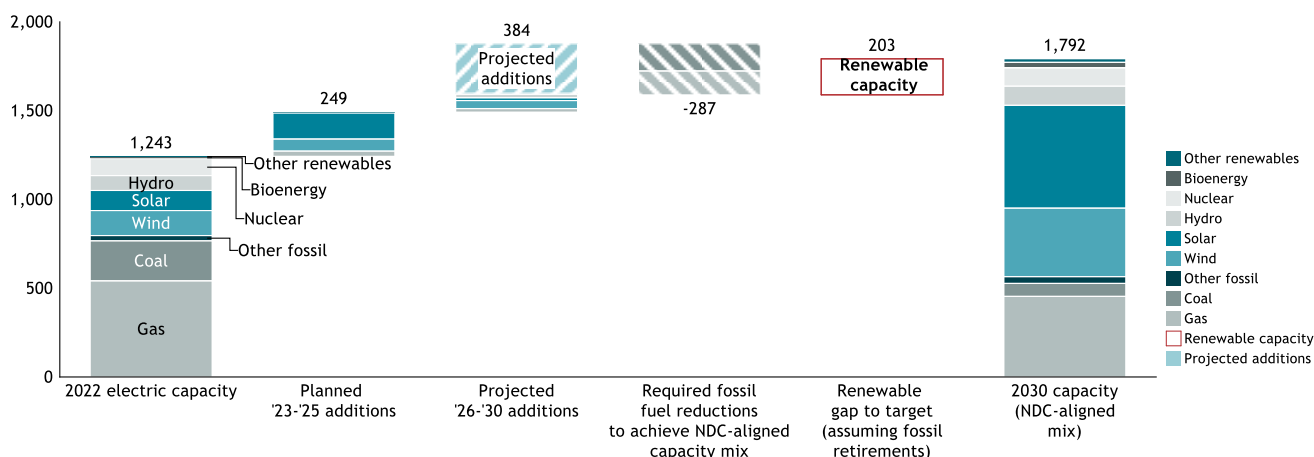 2,000
1,500
1,000
500
0
1,243
Hydro
Solar
Wind
Coal
Gas
Other renewables
Bioenergy
Nuclear
Other fossil
249
384
Projected
additions
-287
203
Renewable
capacity
1,792
2022 electric capacity
Planned
'23-'25 additions
Projected
'26-'30 additions
Required fossil
fuel reductions
to achieve NDC-aligned
capacity mix
Renewable
gap to target
(assuming fossil
retirements)
2030 capacity
(NDC-aligned
mix)
Other renewables
Bioenergy
Nuclear
Hydro
Solar
Wind
Other fossil
Coal
Gas
Renewable capacity
Projected additions